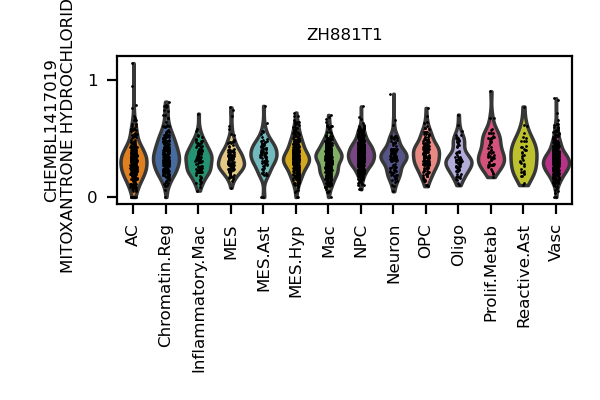 ZH881T1
CHEMBL1417019
MITOXANTRONE HYDROCHLORID
1
0
AC
Chromatin.Reg
Inflammatory.Mac
MES
MES.Ast
MES.Hyp
Mac
NPC
Neuron
OPC
Oligo
Prolif.Metab
Reactive.Ast
Vasc